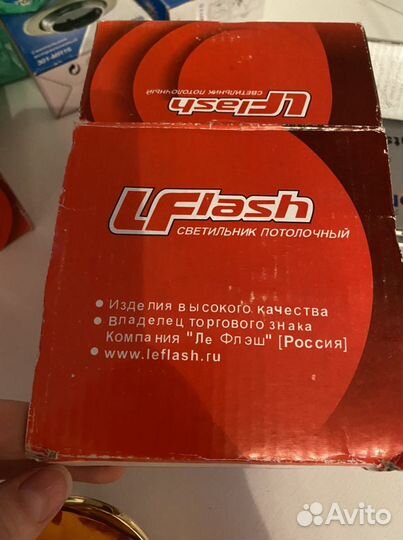 LFlash
СВЕТИЛЬНИК ПОТОЛОЧНЫЙ
LFlash
СВЕТИЛЬНИК ПОТОЛОЧНЫЙ
• Изделия высокого качества
• Владелец торгового знака
Компания "Ле Флэш" [Россия]
• www.leflash.ru
Avito